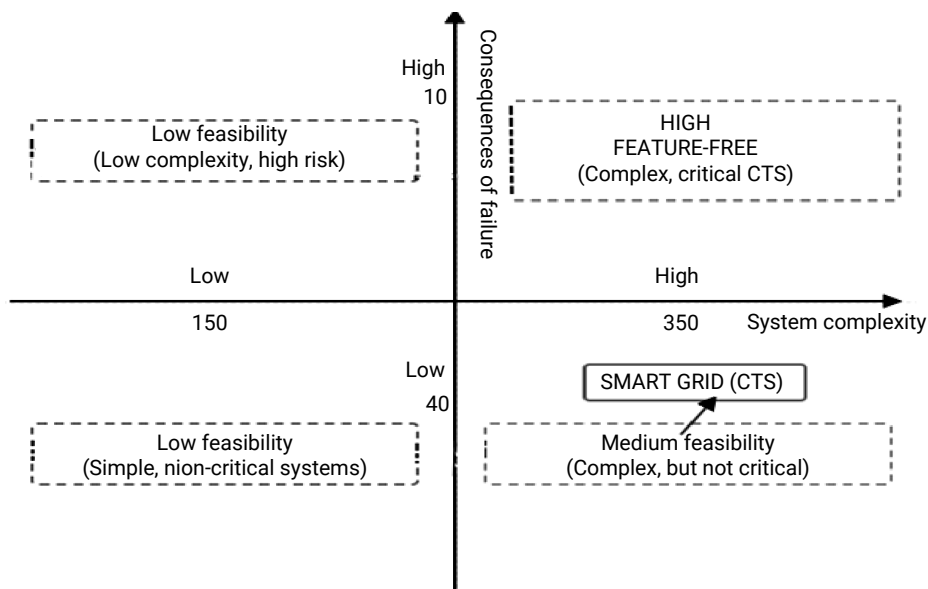 High
10
Consequences of failure
Low feasibility
(Low complexity, high risk)
HIGH
FEATURE-FREE
(Complex, critical CTS)
Low
High
150
350
System complexity
Low
40
SMART GRID (CTS)
Low feasibility
(Simple, nion-critical systems)
Medium feasibility
(Complex, but not critical)